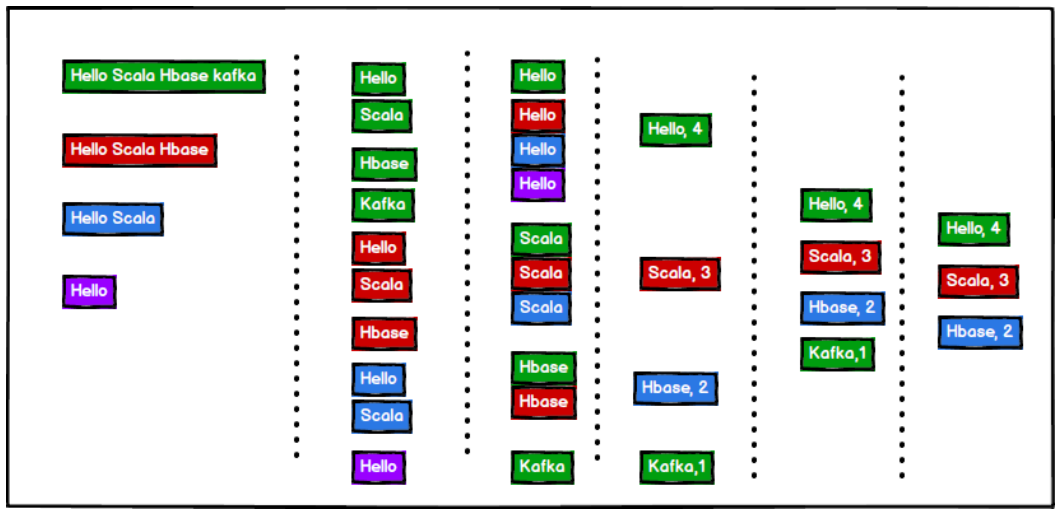 Hello Scala Hbase kafka
Hello Scala Hbase
Hello Scala
Hello
Hello
Scala
Hbase
Kafka
Hello
Scala
Hbase
Hello
Scala
Hello
Hello
Hello
Hello
Hello
Scala
Scala
Scala
Hbase
Hbase
Kafka
Hello, 4
Scala, 3
Hbase, 2
Kafka,1
Hello, 4
Scala, 3
Hbase, 2
Kafka,1
Hello, 4
Scala, 3
Hbase, 2